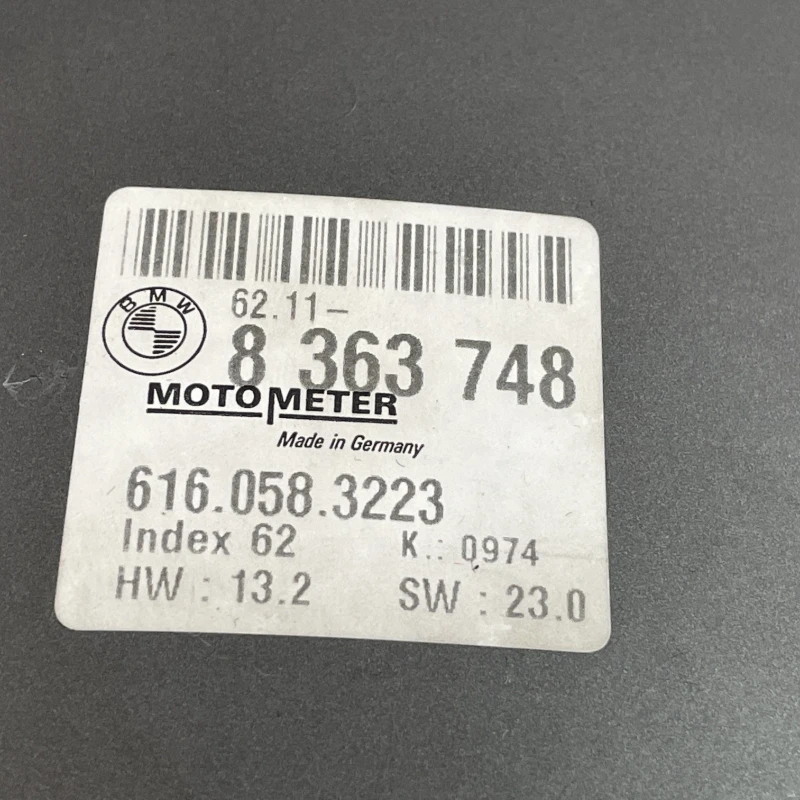 BMW
62.11-
8 363 748
MOTOMETER
Made in Germany
616.058.3223
Index 62 K.: 0974
HW : 13.2 SW : 23.0